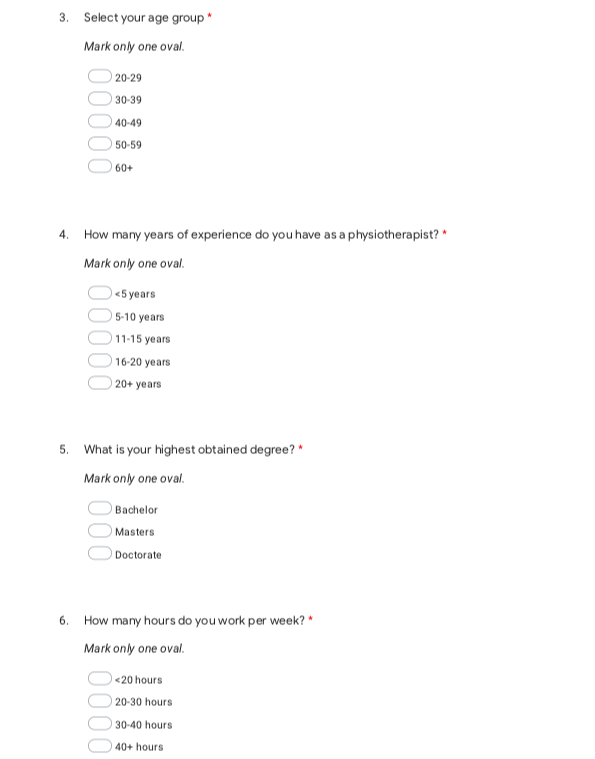 3. Select your age group *
Mark only one oval.
20-29
30-39
40-49
50-59
60+
4. How many years of experience do you have as a physiotherapist? *
Mark only one oval.
<5 years
5-10 years
11-15 years
16-20 years
20+ years
5. What is your highest obtained degree? *
Mark only one oval.
Bachelor
Masters
Doctorate
6. How many hours do you work per week? *
Mark only one oval.
<20 hours
20-30 hours
30-40 hours
40+ hours